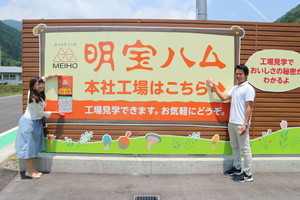 MEIHO
明宝ハム
本社工場はこちら
工場見学できます。お気軽にどうぞ。
工場見学で
おいしさの秘密が
わかるよ